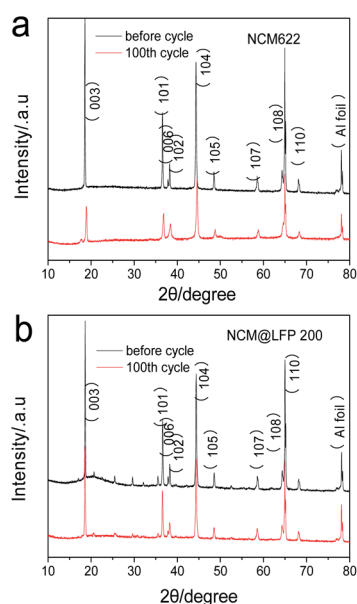 a
before cycle
100th cycle
NCM622
(003)
(101)
(006)
(102)
(104)
(105)
(107)
(108)
(110)
(Al foil)
Intensity/.a.u
10 20 30 40 50 60 70 80
2θ/degree
b
before cycle
100th cycle
NCM@LFP 200
(003)
(101)
(006)
(102)
(104)
(105)
(107)
(108)
(110)
(Al foil)
Intensity/.a.u
10 20 30 40 50 60 70 80
2θ/degree